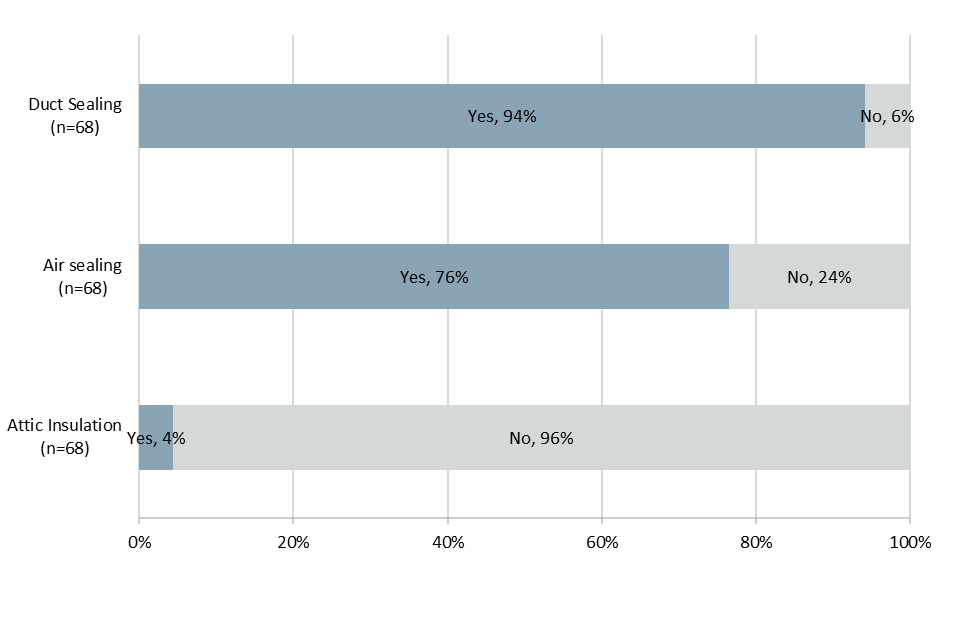 Duct Sealing
(n=68)
Yes, 94%
No, 6%
Air sealing
(n=68)
Yes, 76%
No, 24%
Attic Insulation
(n=68)
Yes, 4%
No, 96%
0%
20%
40%
60%
80%
100%